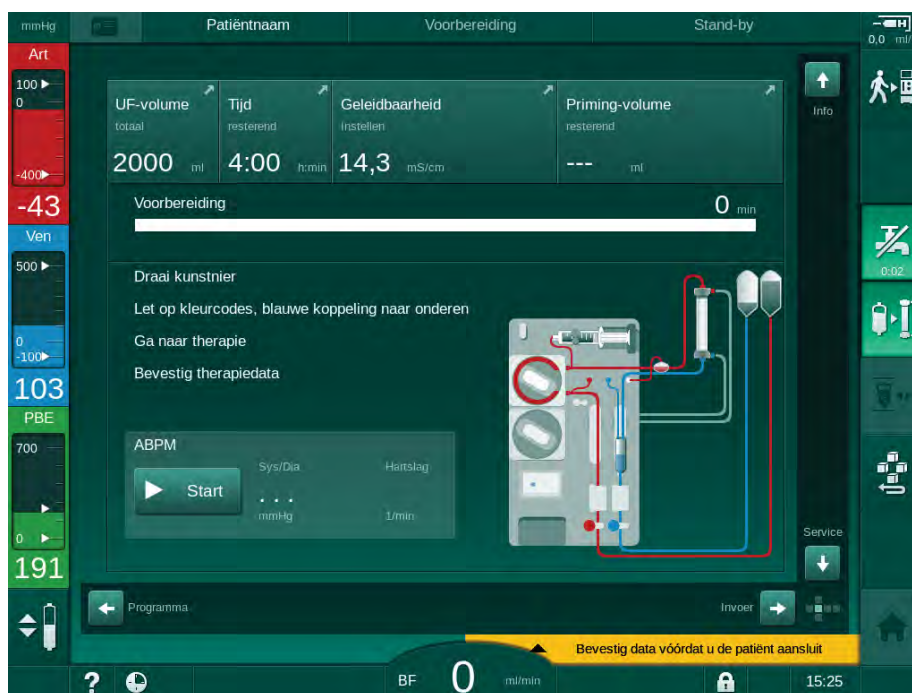 mmHg
Patiëntnaam
Voorbereiding
Stand-by
0,0 ml/
Art
100
0
-400
-43
Ven
500
0
-100
103
PBE
700
0
191
UF-volume
totaal
2000 ml
Tijd
resterend
4:00 h:min
Geleidbaarheid
instellen
14,3 mS/cm
Priming-volume
resterend
--- ml
Info
Voorbereiding
0 min
Draai kunstnier
Let op kleurcodes, blauwe koppeling naar onderen
Ga naar therapie
Bevestig therapiedata
ABPM
Start
Sys/Dia
. . .
mmHg
Hartslag
1/min
0:02
Service
Programma
Invoer
Bevestig data vóórdat u de patiënt aansluit
?
BF 0 ml/min
15:25